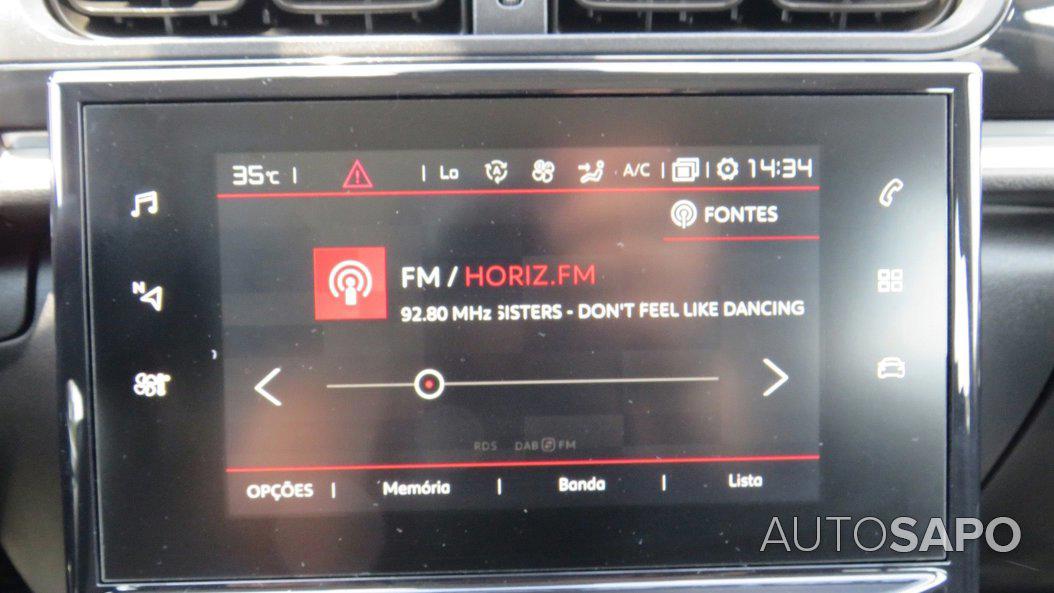 35°C | | Lo A A/C | | 14:34
FONTES
FM / HORIZ.FM
92.80 MHz SISTERS - DON'T FEEL LIKE DANCING
N
RDS DAB FM
OPÇÕES | Memória | Banda | Lista
AUTOSAPO